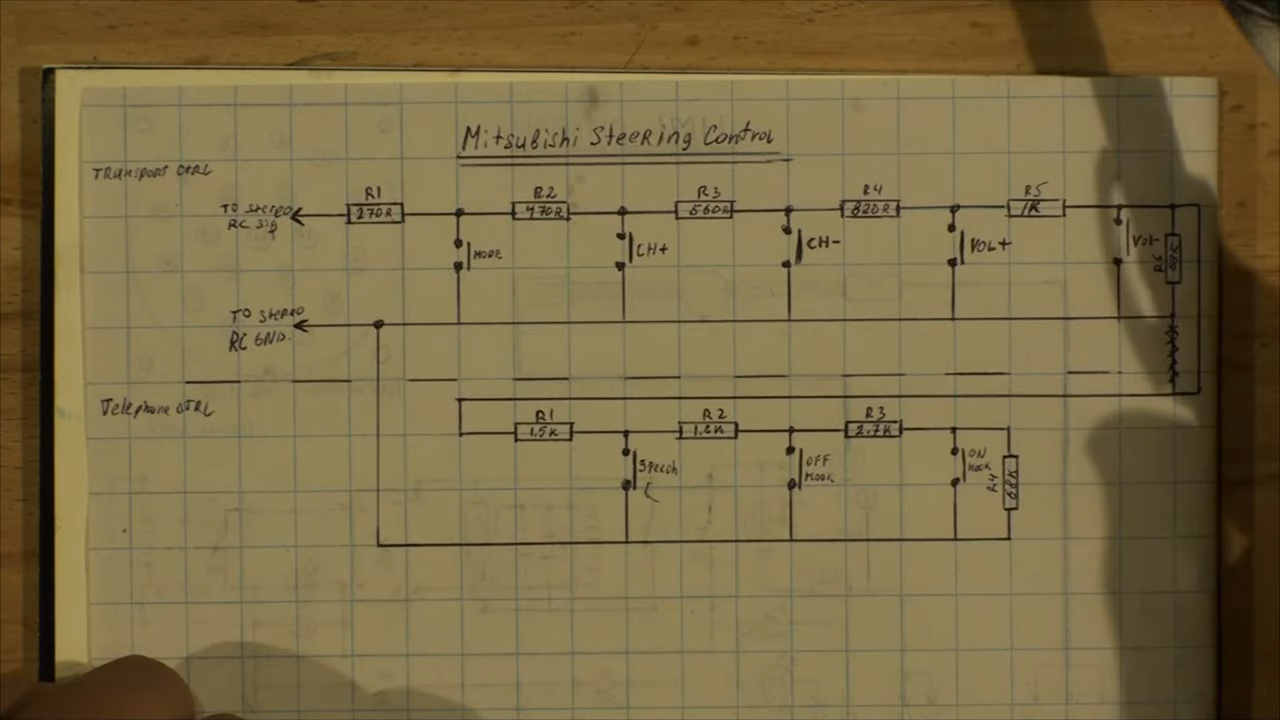 Mitsubishi Steering Control
Transport CTRL
R1
R2
R3
R4
R5
TO Stereo
RC Sig
270R
470R
560R
820R
1K
MODE
CH+
CH-
VOL+
VOL-
R6
TO Stereo
RC GND.
Telephone CTRL
R1
R2
R3
1.5K
1.8K
2.7K
Speech
OFF
HOOK
ON
HOOK
R4
68K